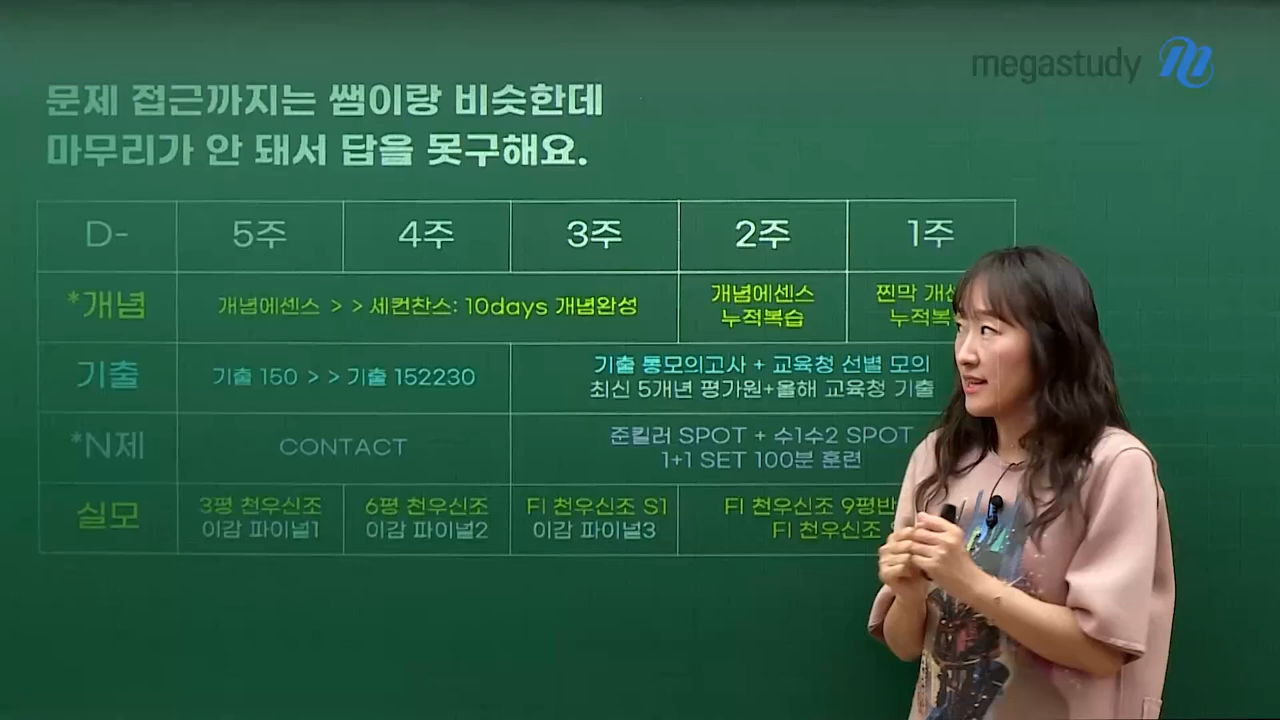 megastudy
문제 접근까지는 쌤이랑 비슷한데
마무리가 안 돼서 답을 못구해요.
D- 5주 4주 3주 2주 1주
*개념 개념에센스 > > 세컨찬스: 10days 개념완성 개념에센스 찐막
누적복습
기출 기출 150 > > 기출 152230 기출 통모의고사 + 교육청 선별 모의
최신 5개년 평가원+올해 교육청 기출
*N제 CONTACT 준킬러 SPOT + 수1수2 SPOT
1+1 SET 100분 훈련
실모 3평 천우신조 6평 천우신조 FI 천우신조 S1 FI 천우신조
이감 파이널1 이감 파이널2 이감 파이널3 FI 천우신조